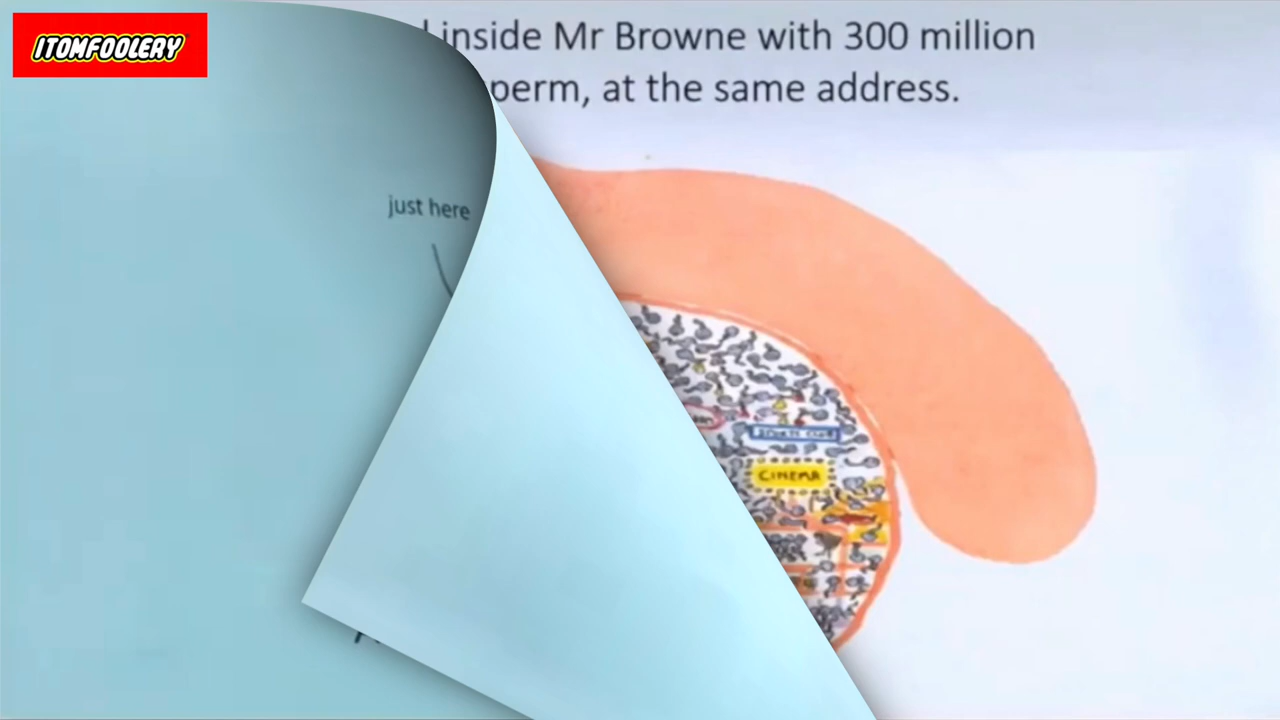 ITOMFOOLERY
inside Mr Browne with 300 million
perm, at the same address.
just here
CINEMA